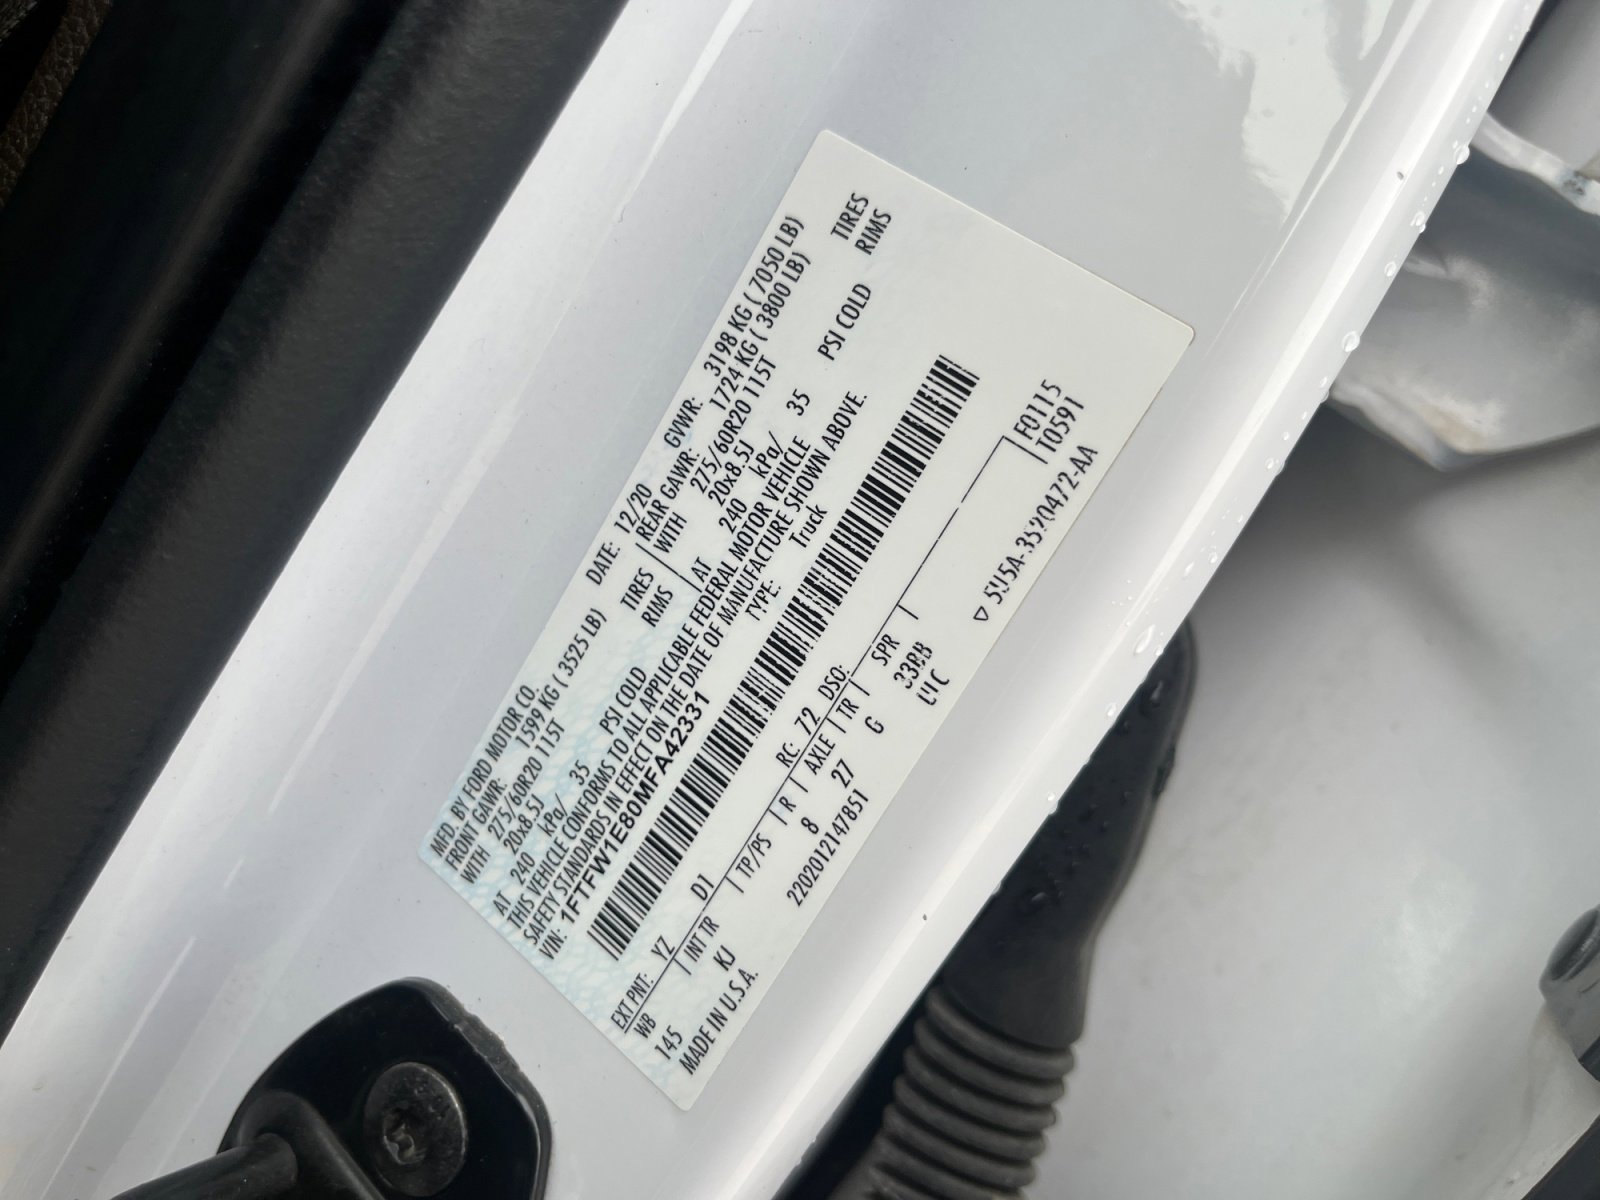 MFD. BY FORD MOTOR CO. DATE: 12/20 GVWR: 3198 KG ( 7050 LB)
FRONT GAWR: 1599 KG ( 3525 LB) REAR GAWR: 1724 KG ( 3800 LB)
WITH 275/60R20 115T TIRES WITH 275/60R20 115T TIRES
20x8.5J RIMS 20x8.5J RIMS
AT 240 kPa/ 35 PSI COLD AT 240 kPa/ 35 PSI COLD
THIS VEHICLE CONFORMS TO ALL APPLICABLE FEDERAL MOTOR VEHICLE
SAFETY STANDARDS IN EFFECT ON THE DATE OF MANUFACTURE SHOWN ABOVE.
VIN: 1FTFW1E80MFA42331 TYPE: Truck
EXT PNT: YZ D1 RC: 72 DSO: F0115
WB INT TR TP/PS R AXLE TR SPR T0591
145 KJ 8 27 G 33BB
MADE IN U.S.A. 2202012147851
5U5A-3520472-AA